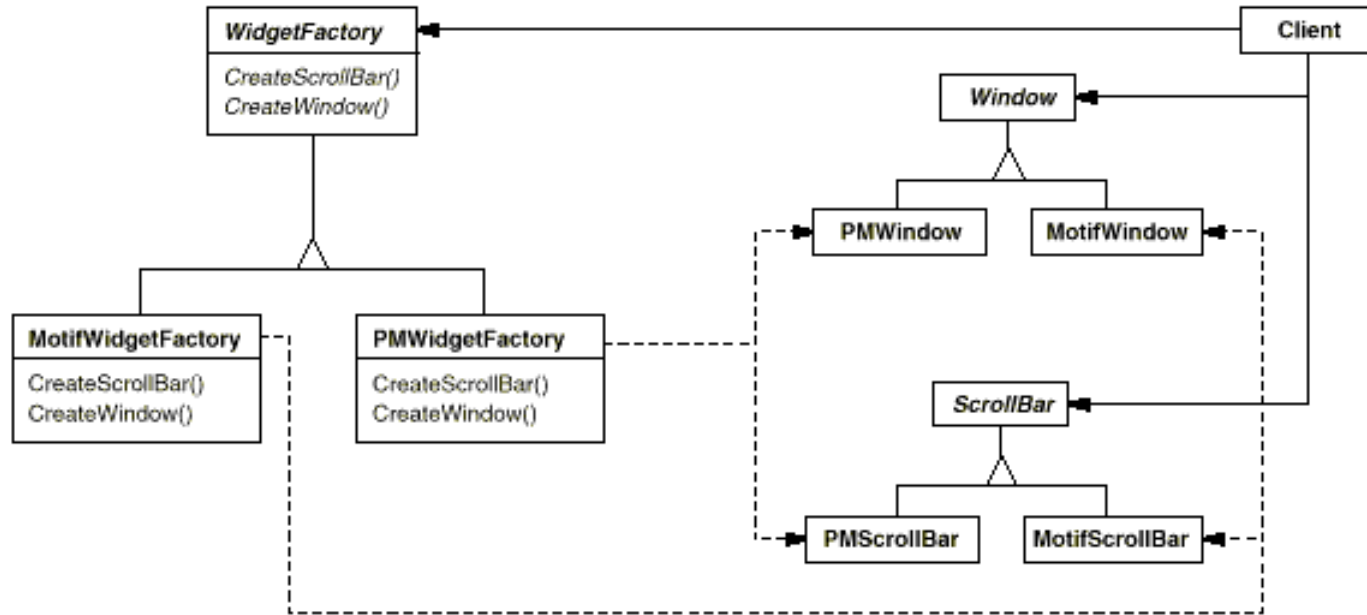 WidgetFactory
CreateScrollBar()
CreateWindow()
Client
Window
PMWindow
MotifWindow
MotifWidgetFactory
CreateScrollBar()
CreateWindow()
PMWidgetFactory
CreateScrollBar()
CreateWindow()
ScrollBar
PMScrollBar
MotifScrollBar